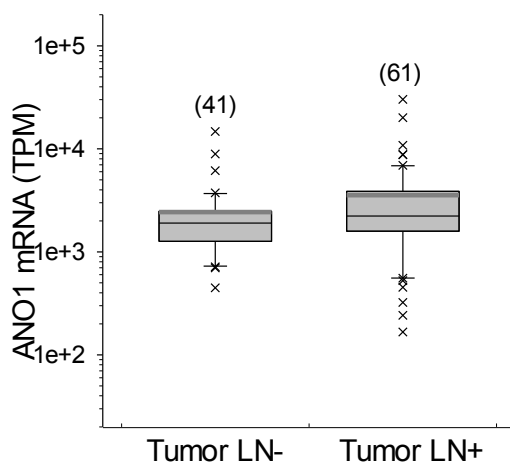 ANO1 mRNA (TPM)
1e+5
1e+4
1e+3
1e+2
(41)
(61)
Tumor LN-
Tumor LN+